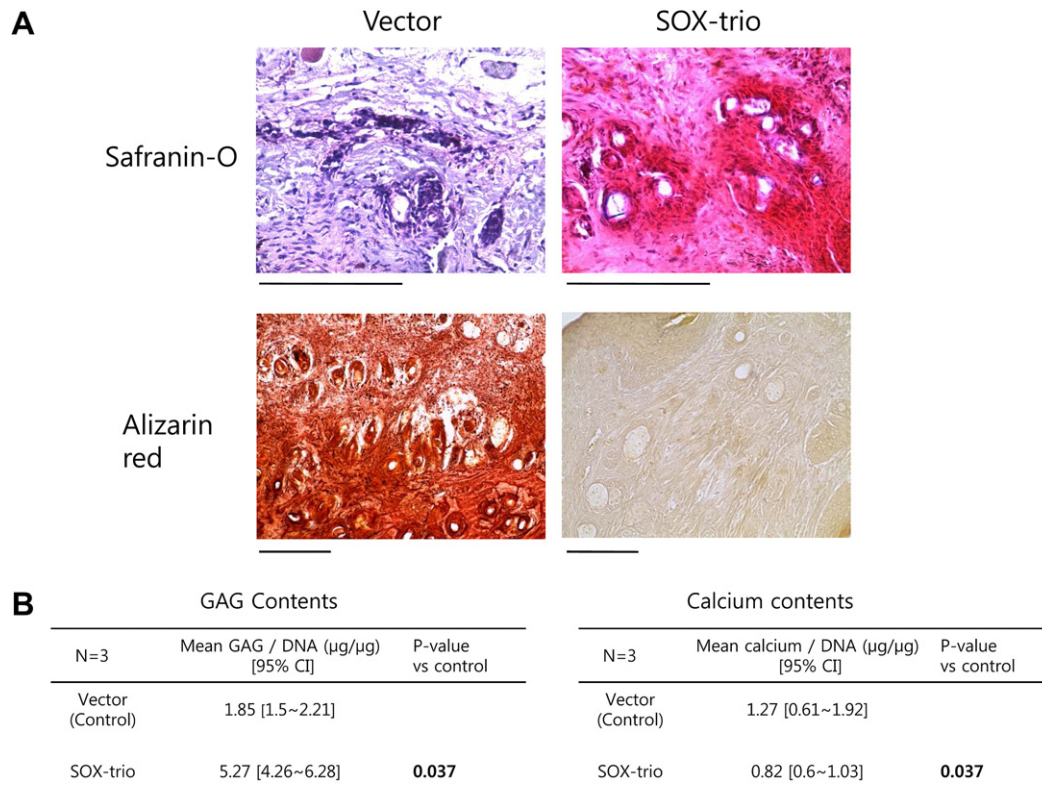 A
Vector
SOX-trio
Safranin-O
Alizarin
red
B
GAG Contents
N=3
Mean GAG / DNA (µg/µg)
[95% CI]
P-value
vs control
Vector
(Control)
1.85 [1.5~2.21]
SOX-trio
5.27 [4.26~6.28]
0.037
Calcium contents
N=3
Mean calcium / DNA (µg/µg)
[95% CI]
P-value
vs control
Vector
(Control)
1.27 [0.61~1.92]
SOX-trio
0.82 [0.6~1.03]
0.037